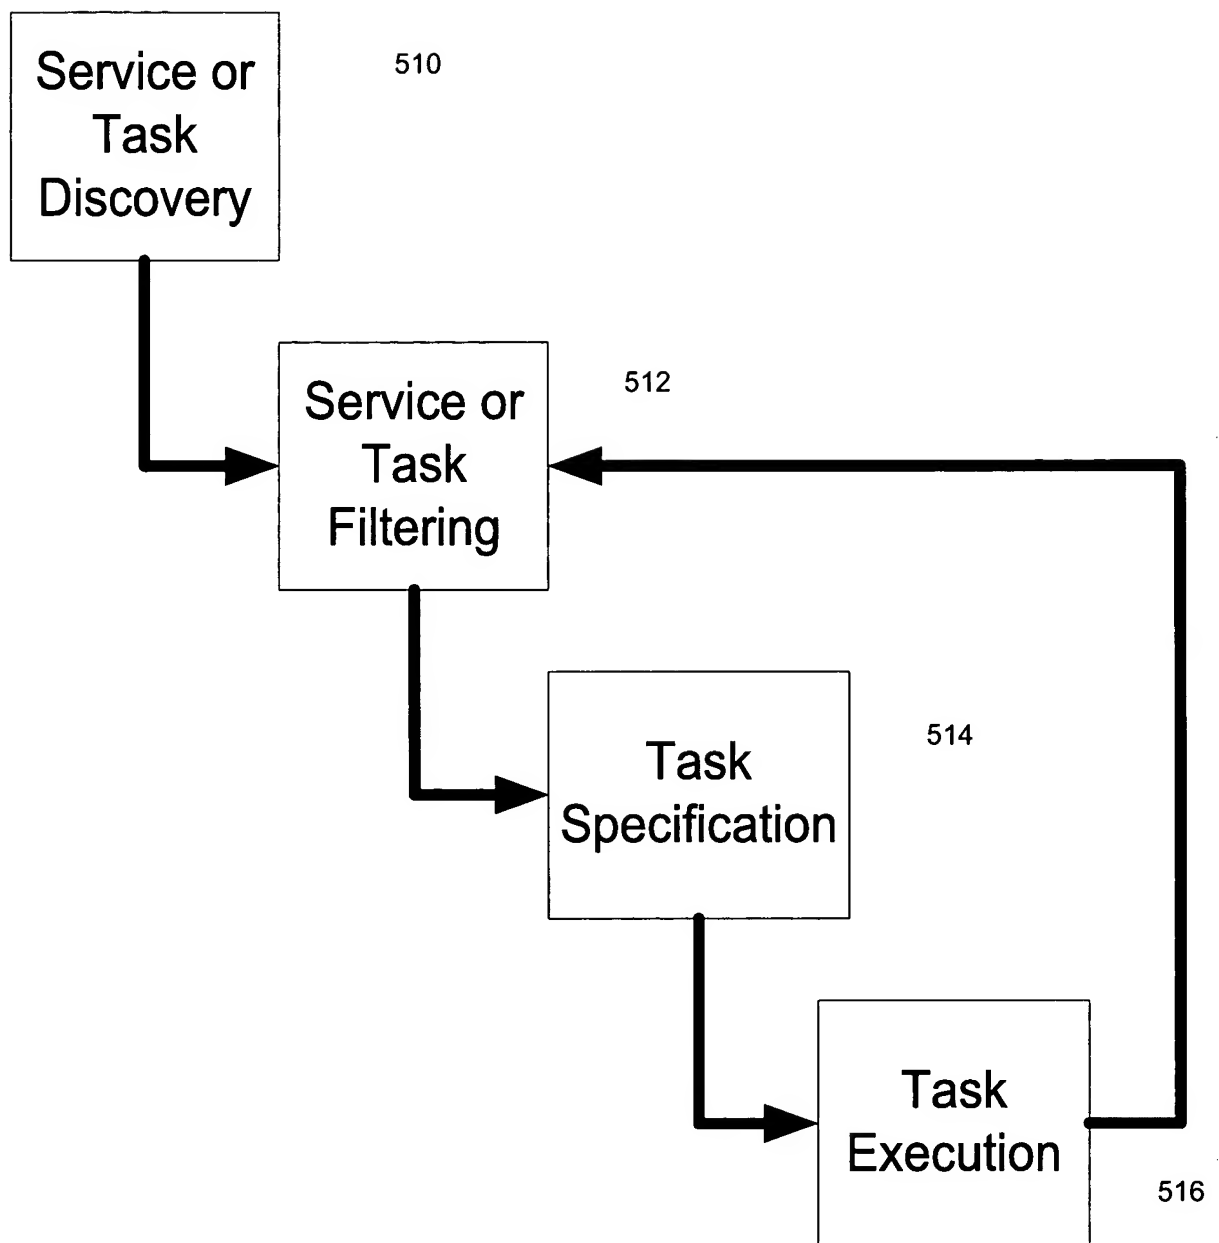 Service or
Task
Discovery
510
Service or
Task
Filtering
512
Task
Specification
514
Task
Execution
516